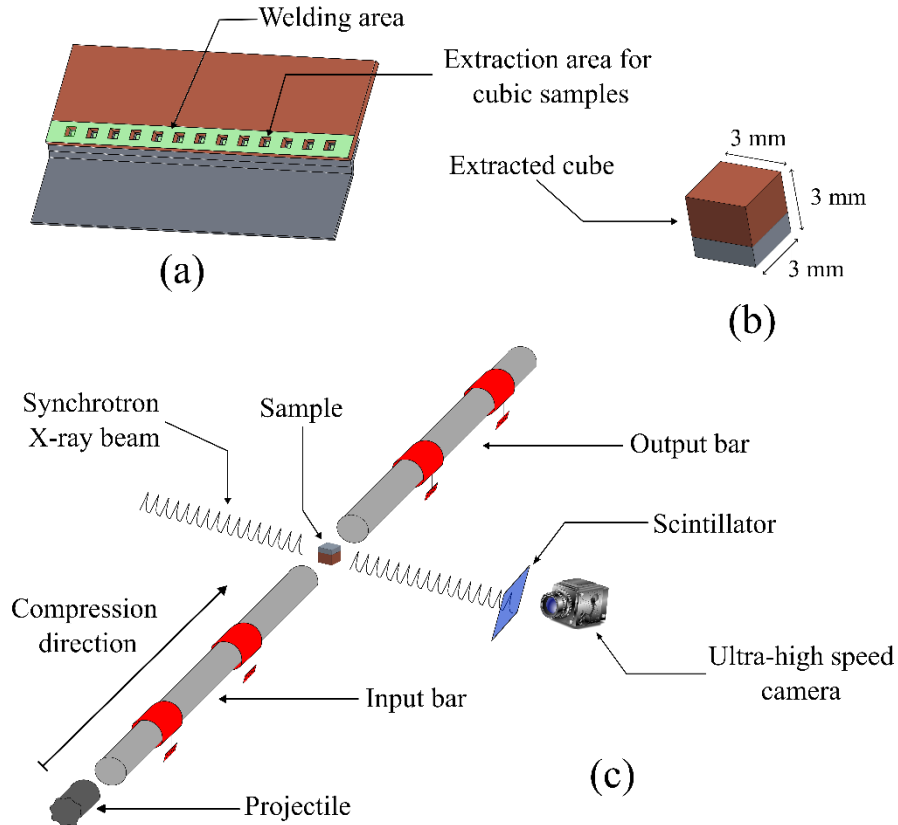 Welding area
Extraction area for
cubic samples
(a)
Extracted cube
3 mm
3 mm
3 mm
(b)
Synchrotron
X-ray beam
Sample
Output bar
Scintillator
Compression
direction
Input bar
Ultra-high speed
camera
Projectile
(c)